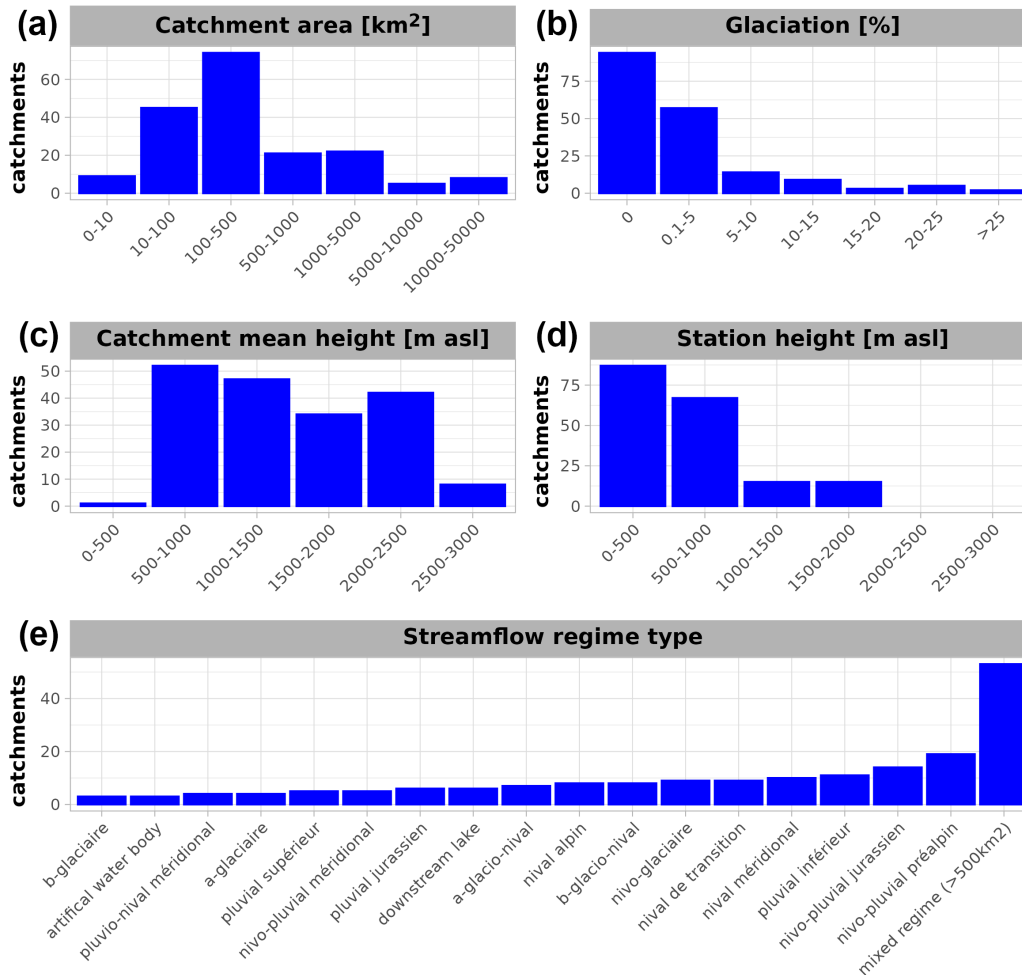 (a)
Catchment area [km²]
catchments
60
40
20
0
0-10
10-100
100-500
500-1000
1000-5000
5000-10000
10000-50000
(b)
Glaciation [%]
catchments
75
50
25
0
0
0.1-5
5-10
10-15
15-20
20-25
>25
(c)
Catchment mean height [m asl]
catchments
50
40
30
20
10
0
0-500
500-1000
1000-1500
1500-2000
2000-2500
2500-3000
(d)
Station height [m asl]
catchments
75
50
25
0
0-500
500-1000
1000-1500
1500-2000
2000-2500
2500-3000
(e)
Streamflow regime type
catchments
40
20
0
b-glaciaire
artifical water body
pluvio-nival méridional
a-glaciaire
pluvial supérieur
nivo-pluvial méridional
pluvial jurassien
downstream lake
a-glacio-nival
nival alpin
b-glacio-nival
nivo-glaciaire
nival de transition
nival méridional
pluvial inférieur
nivo-pluvial jurassien
nivo-pluvial préalpin
mixed regime (>500km2)